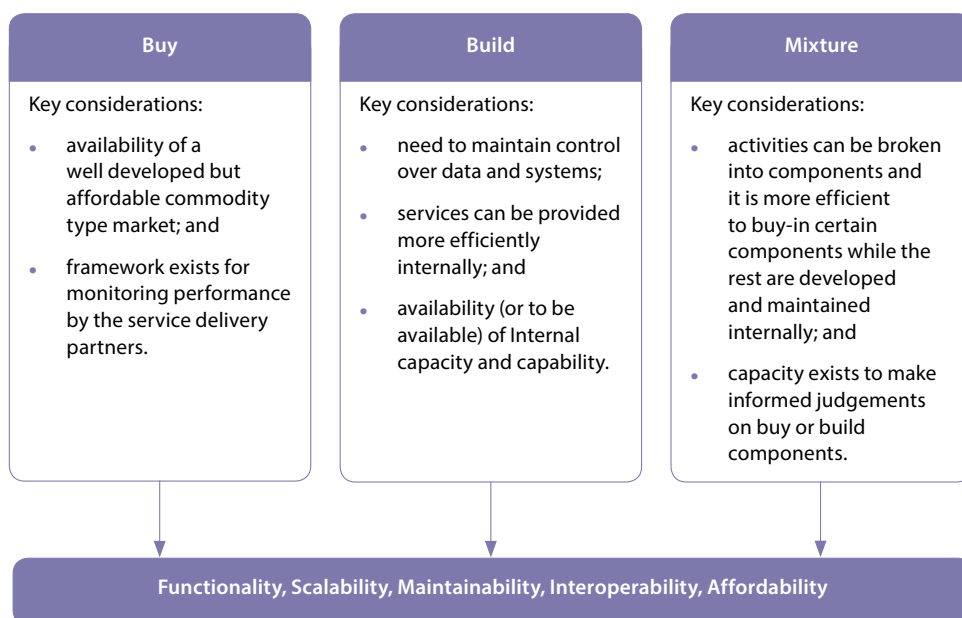 Buy
Key considerations:
• availability of a
well developed but
affordable commodity
type market; and
• framework exists for
monitoring performance
by the service delivery
partners.
Build
Key considerations:
• need to maintain control
over data and systems;
• services can be provided
more efficiently
internally; and
• availability (or to be
available) of Internal
capacity and capability.
Mixture
Key considerations:
• activities can be broken
into components and
it is more efficient
to buy-in certain
components while the
rest are developed
and maintained
internally; and
• capacity exists to make
informed judgements
on buy or build
components.
Functionality, Scalability, Maintainability, Interoperability, Affordability